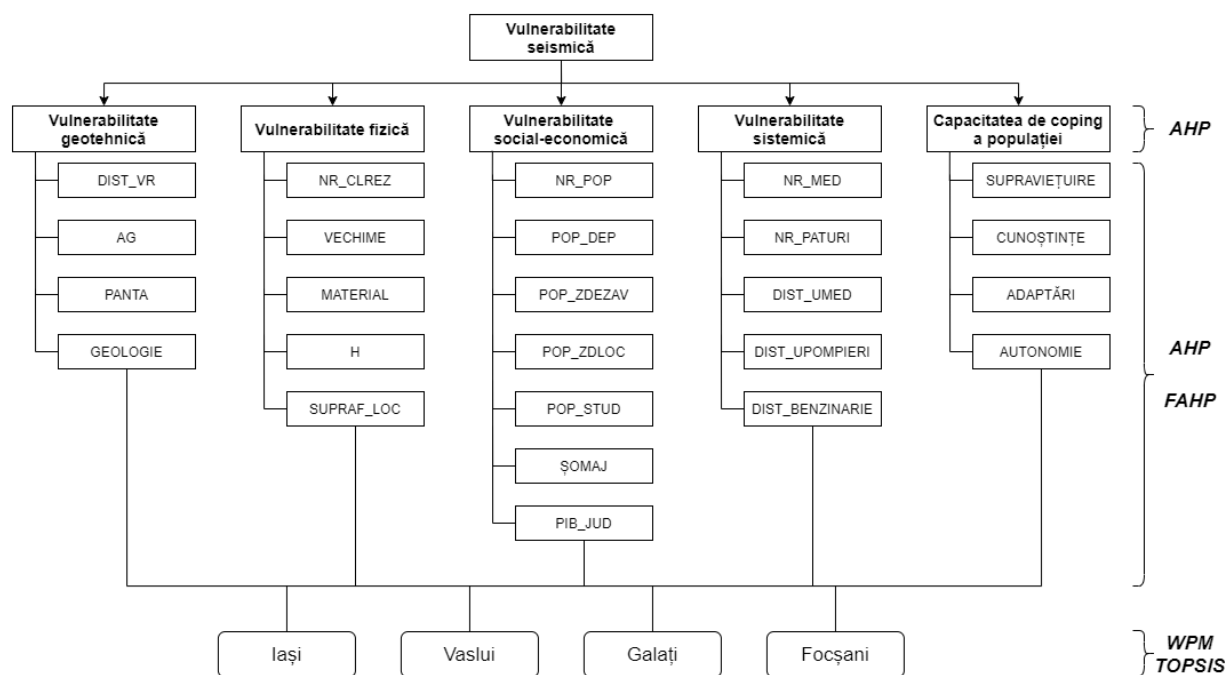 Vulnerabilitate
seismică
Vulnerabilitate
geotehnică
Vulnerabilitate fizică
Vulnerabilitate
social-economică
Vulnerabilitate
sistemică
Capacitatea de coping
a populației
AHP
DIST_VR
AG
PANTA
GEOLOGIE
NR_CLREZ
VECHIME
MATERIAL
H
SUPRAF_LOC
NR_POP
POP_DEP
POP_ZDEZAV
POP_ZDLOC
POP_STUD
ȘOMAJ
PIB_JUD
NR_MED
NR_PATURI
DIST_UMED
DIST_UPOMPIERI
DIST_BENZINARIE
SUPRAVIEȚUIRE
CUNOȘTINȚE
ADAPTĂRI
AUTONOMIE
AHP
FAHP
Iași
Vaslui
Galați
Focșani
WPM
TOPSIS